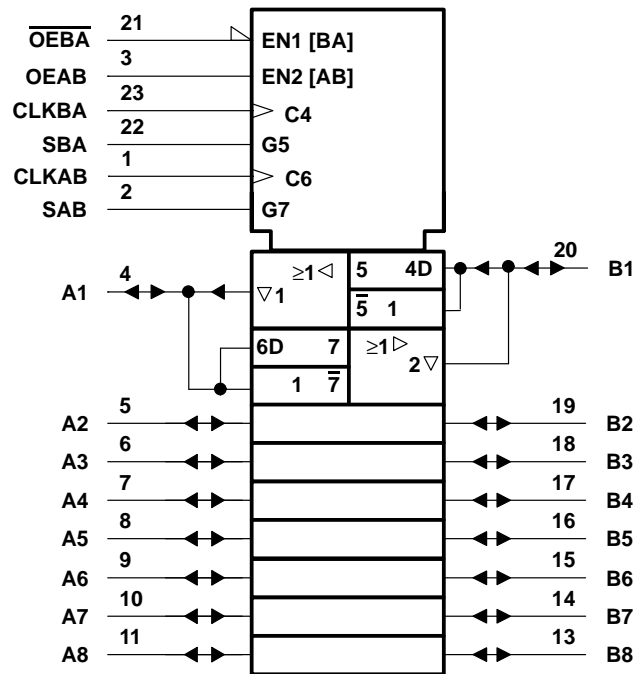 21
O̅E̅B̅A̅ EN1 [BA]
3
OEAB EN2 [AB]
23
CLKBA C4
22
SBA G5
1
CLKAB C6
2
SAB G7
4 ≥1 ◁ 5 4D 20
A1 ▽ 1 B1
5̅ 1
6D 7 ≥1 ▷
2 ▽
1 7̅
5 19
A2 B2
6 18
A3 B3
7 17
A4 B4
8 16
A5 B5
9 15
A6 B6
10 14
A7 B7
11 13
A8 B8